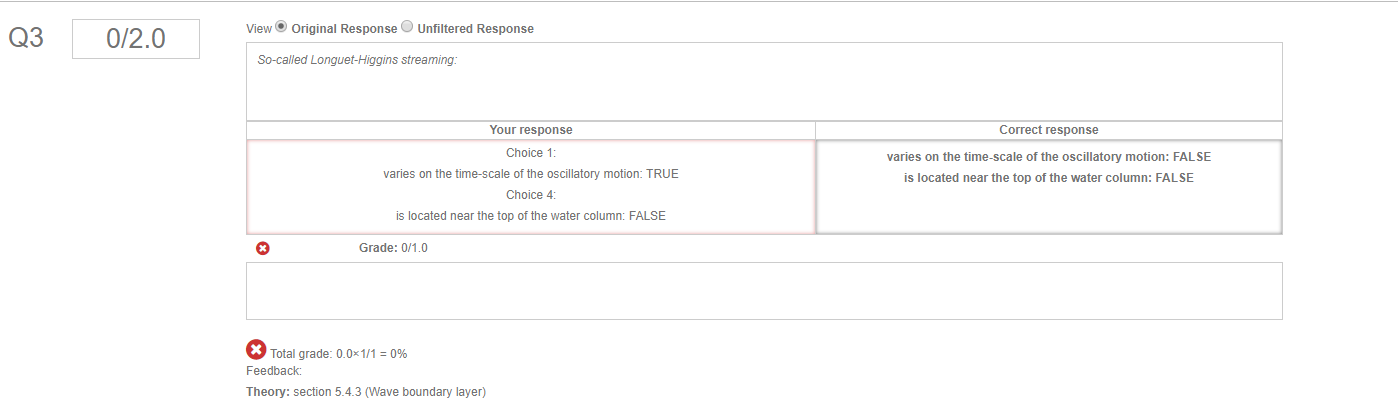 Q3
0/2.0
View Original Response Unfiltered Response
So-called Longuet-Higgins streaming:
Your response Correct response
Choice 1:
varies on the time-scale of the oscillatory motion: TRUE
Choice 4:
is located near the top of the water column: FALSE
varies on the time-scale of the oscillatory motion: FALSE
is located near the top of the water column: FALSE
Grade: 0/1.0
Total grade: 0.0×1/1 = 0%
Feedback:
Theory: section 5.4.3 (Wave boundary layer)